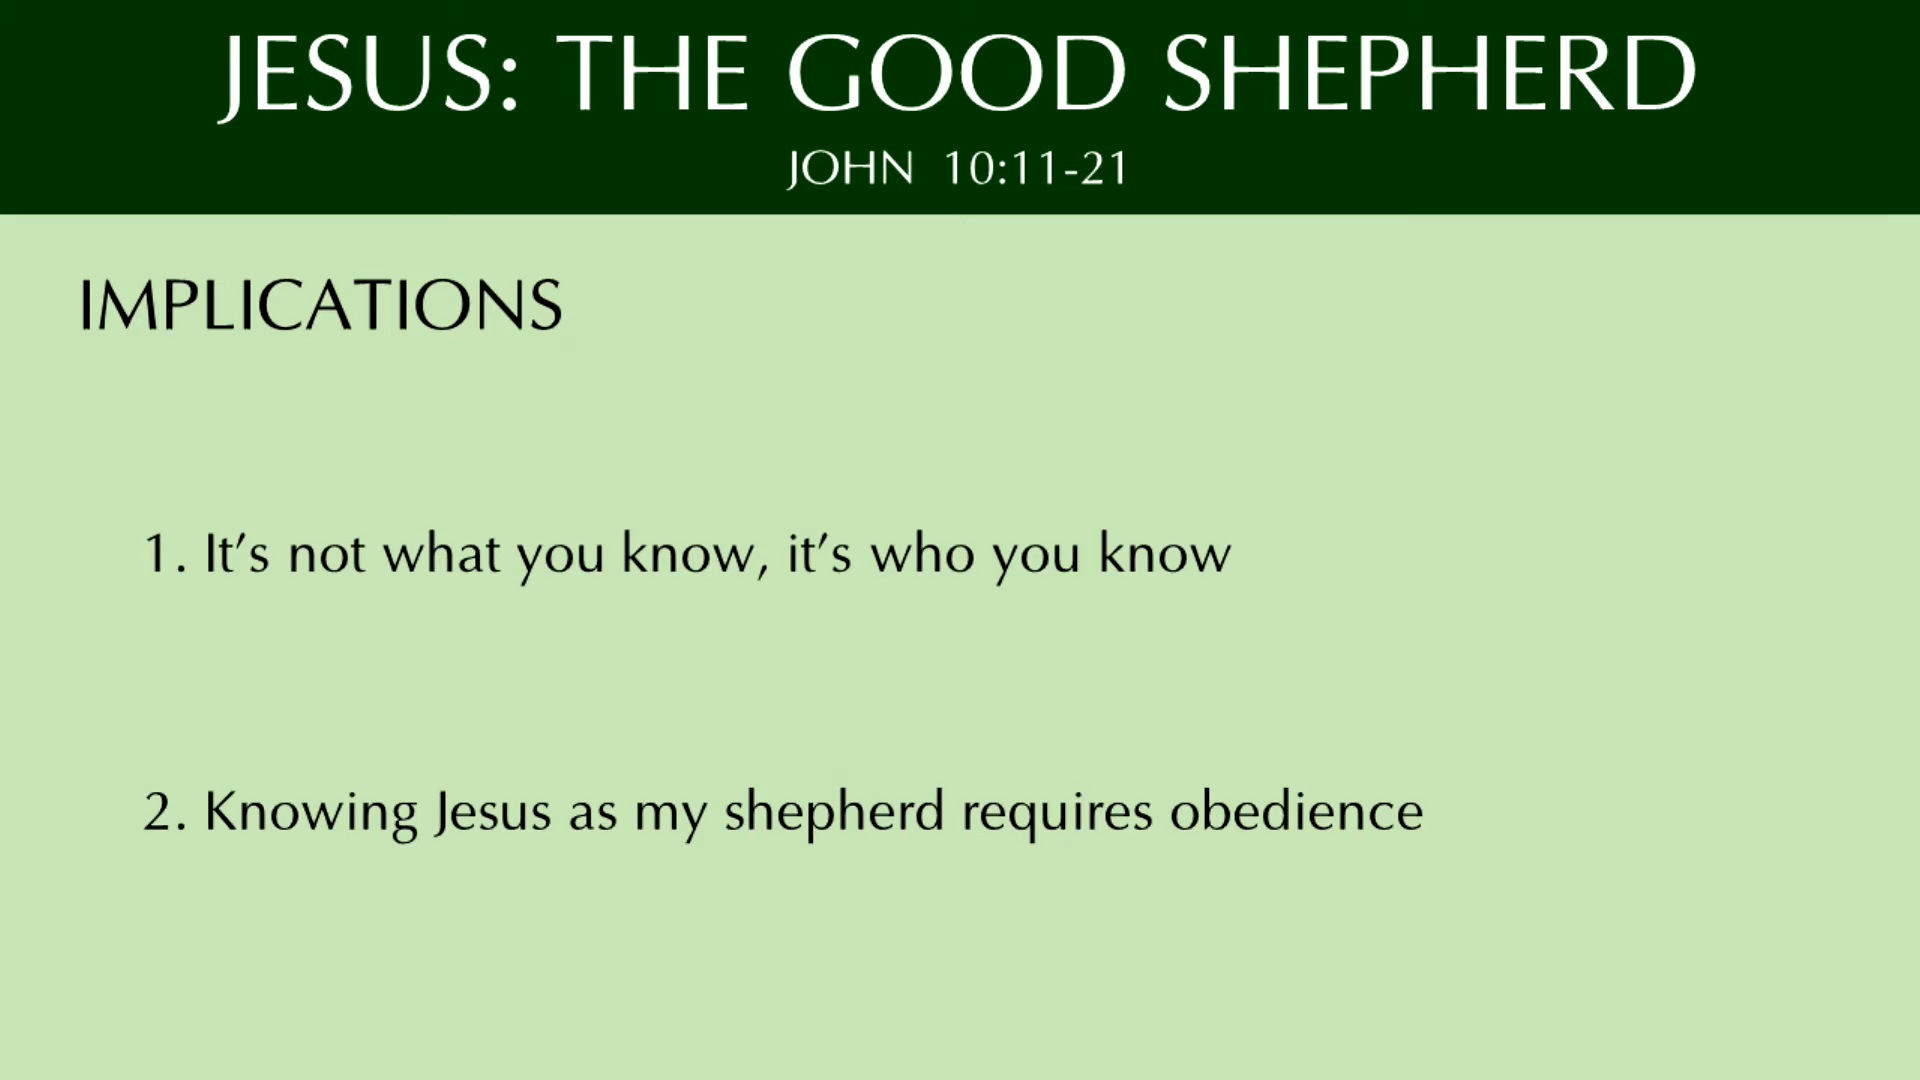 JESUS: THE GOOD SHEPHERD
JOHN 10:11-21
IMPLICATIONS
1. It’s not what you know, it’s who you know
2. Knowing Jesus as my shepherd requires obedience